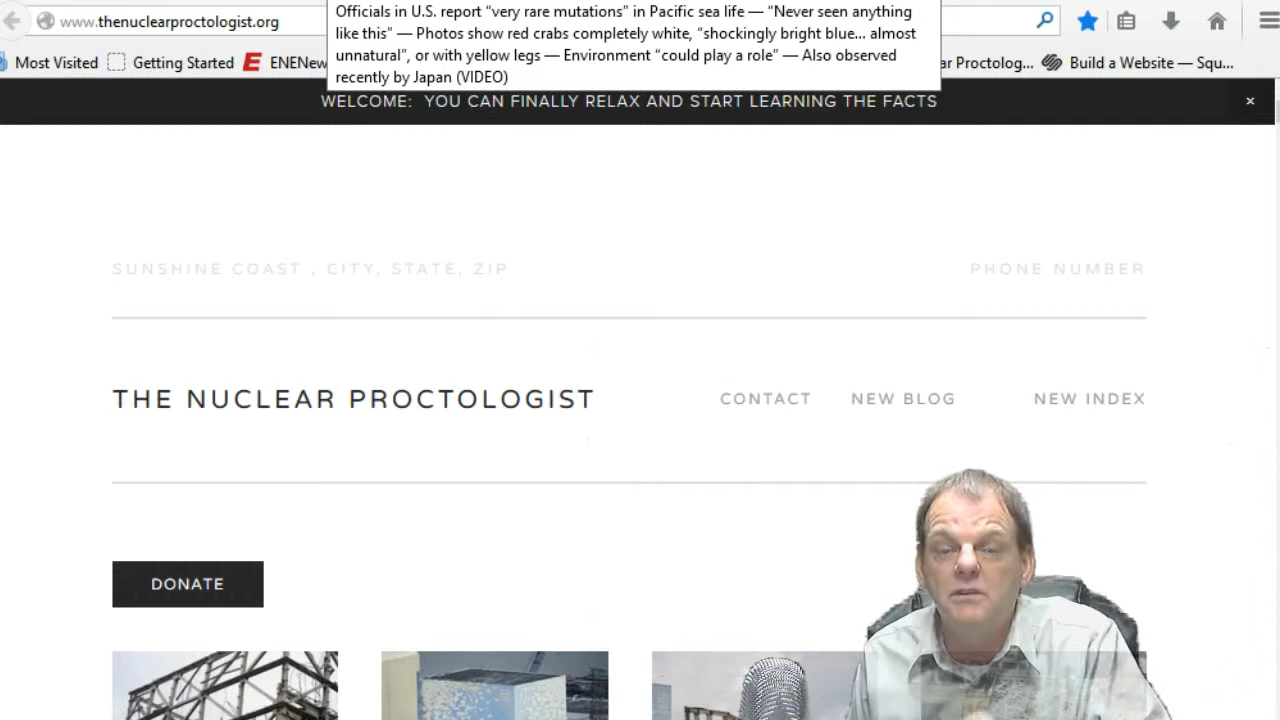 www.thenuclearproctologist.org
Officials in U.S. report “very rare mutations” in Pacific sea life — “Never seen anything
like this” — Photos show red crabs completely white, “shockingly bright blue... almost
unnatural”, or with yellow legs — Environment “could play a role” — Also observed
recently by Japan (VIDEO)
Most Visited Getting Started E ENENew ar Proctolog... Build a Website — Squ...
WELCOME: YOU CAN FINALLY RELAX AND START LEARNING THE FACTS ×
SUNSHINE COAST , CITY, STATE, ZIP PHONE NUMBER
THE NUCLEAR PROCTOLOGIST CONTACT NEW BLOG NEW INDEX
DONATE